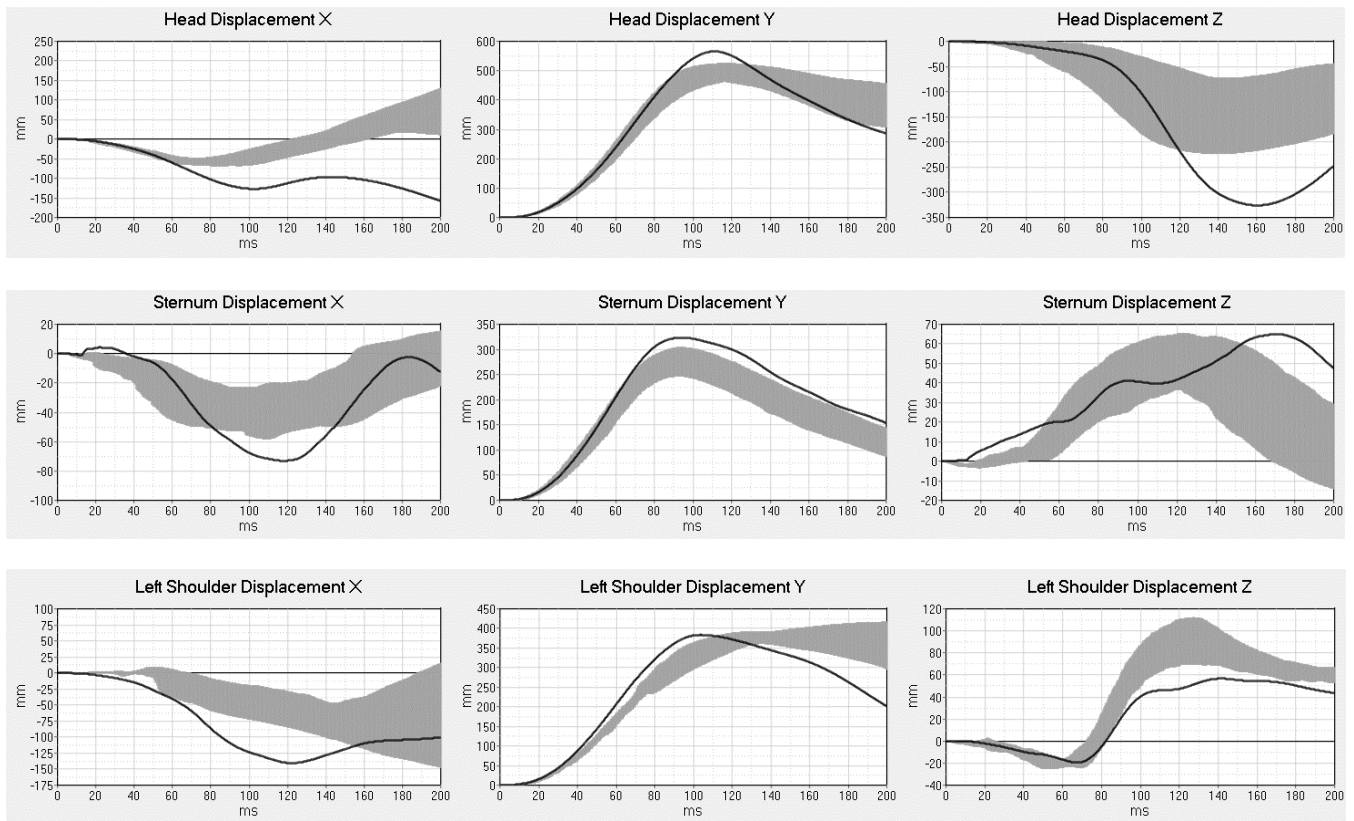 Head Displacement X
Head Displacement Y
Head Displacement Z
250
200
150
100
50
0
-50
-100
-150
-200
mm
0 20 40 60 80 100 120 140 160 180 200
ms
600
500
400
300
200
100
0
mm
0 20 40 60 80 100 120 140 160 180 200
ms
0
-50
-100
-150
-200
-250
-300
-350
mm
0 20 40 60 80 100 120 140 160 180 200
ms
Sternum Displacement X
Sternum Displacement Y
Sternum Displacement Z
20
0
-20
-40
-60
-80
-100
mm
0 20 40 60 80 100 120 140 160 180 200
ms
350
300
250
200
150
100
50
0
mm
0 20 40 60 80 100 120 140 160 180 200
ms
70
60
50
40
30
20
10
0
-10
-20
mm
0 20 40 60 80 100 120 140 160 180 200
ms
Left Shoulder Displacement X
Left Shoulder Displacement Y
Left Shoulder Displacement Z
100
75
50
25
0
-25
-50
-75
-100
-125
-150
-175
mm
0 20 40 60 80 100 120 140 160 180 200
ms
450
400
350
300
250
200
150
100
50
0
mm
0 20 40 60 80 100 120 140 160 180 200
ms
120
100
80
60
40
20
0
-20
-40
mm
0 20 40 60 80 100 120 140 160 180 200
ms